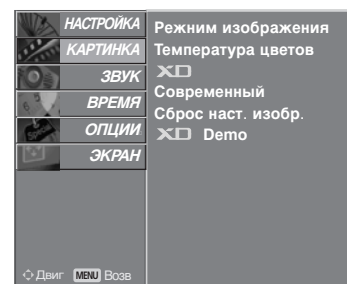 НАСТРОЙКА
КАРТИНКА
ЗВУК
ВРЕМЯ
ОПЦИИ
ЭКРАН
Режним изображения
Температура цветов
XD
Современный
Сброс наст. изобр.
XD Demo
Двиг MENU Возв